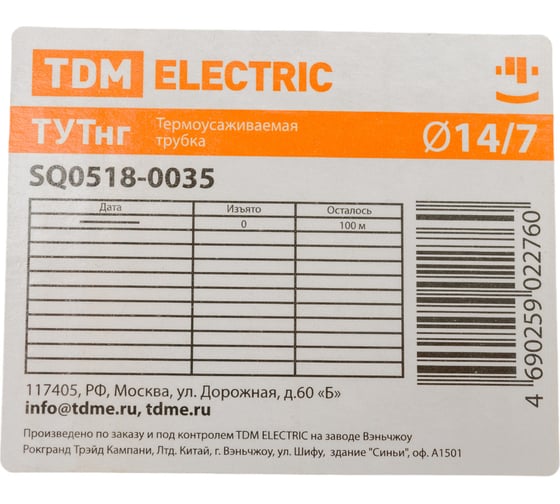 TDM ELECTRIC
ТУТнг Термоусаживаемая трубка Ø14/7
SQ0518-0035
Дата Изъято Осталось
0 100 м
4 690259 022760
117405, РФ, Москва, ул. Дорожная, д.60 «Б»
info@tdme.ru, tdme.ru
Произведено по заказу и под контролем TDM ELECTRIC на заводе Вэньчжоу
Рокгранд Трэйд Кампани, Лтд. Китай, г. Вэньчжоу, ул. Шифу, здание "Синьи", оф. А1501